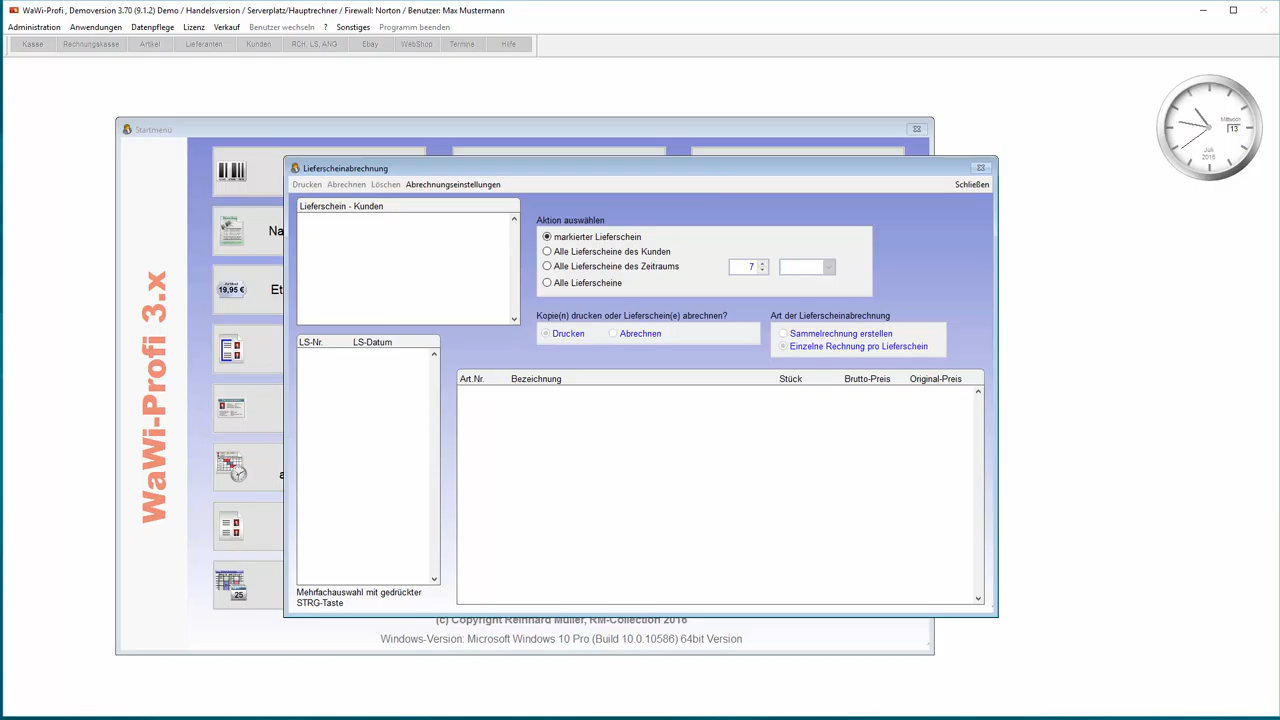 WaWi-Profi , Demoversion 3.70 (9.1.2) Demo / Handelsversion / Serverplatz/Hauptrechner / Firewall: Norton / Benutzer: Max Mustermann
Administration Anwendungen Datenpflege Lizenz Verkauf Benutzer wechseln ? Sonstiges Programm beenden
Kasse Rechnungskasse Artikel Lieferanten Kunden RCH, LS, ANG Ebay WebShop Termine Hilfe
Mittwoch
13
Juli
2016
Startmenü
Lieferscheinabrechnung
Drucken Abrechnen Löschen Abrechnungseinstellungen Schließen
Lieferschein - Kunden
Aktion auswählen
markierter Lieferschein
Alle Lieferscheine des Kunden
Alle Lieferscheine des Zeitraums 7
Alle Lieferscheine
Kopie(n) drucken oder Lieferschein(e) abrechnen?
Drucken Abrechnen
Art der Lieferscheinabrechnung
Sammelrechnung erstellen
Einzelne Rechnung pro Lieferschein
LS-Nr. LS-Datum
Art.Nr. Bezeichnung Stück Brutto-Preis Original-Preis
Mehrfachauswahl mit gedrückter
STRG-Taste
WaWi-Profi 3.x
Na
19,95 €
Et
25
(c) Copyright Reinhard Müller, RM-Collection 2016
Windows-Version: Microsoft Windows 10 Pro (Build 10.0.10586) 64bit Version